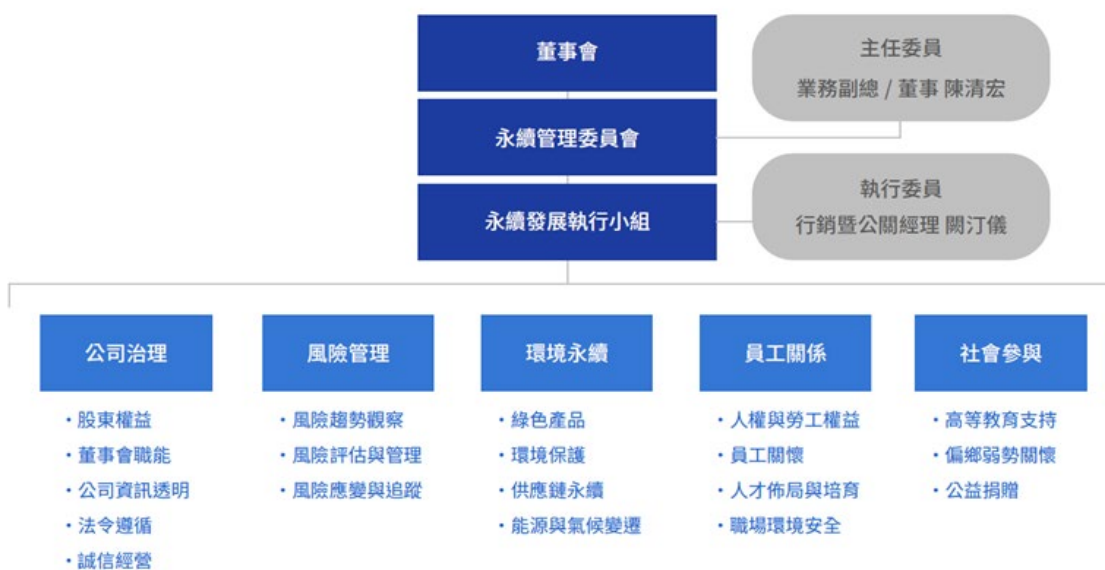 董事會
主任委員
業務副總 / 董事 陳清宏
永續管理委員會
執行委員
永續發展執行小組
行銷暨公關經理 闕汀儀
公司治理
・股東權益
・董事會職能
・公司資訊透明
・法令遵循
・誠信經營
風險管理
・風險趨勢觀察
・風險評估與管理
・風險應變與追蹤
環境永續
・綠色產品
・環境保護
・供應鏈永續
・能源與氣候變遷
員工關係
・人權與勞工權益
・員工關懷
・人才佈局與培育
・職場環境安全
社會參與
・高等教育支持
・偏鄉弱勢關懷
・公益捐贈